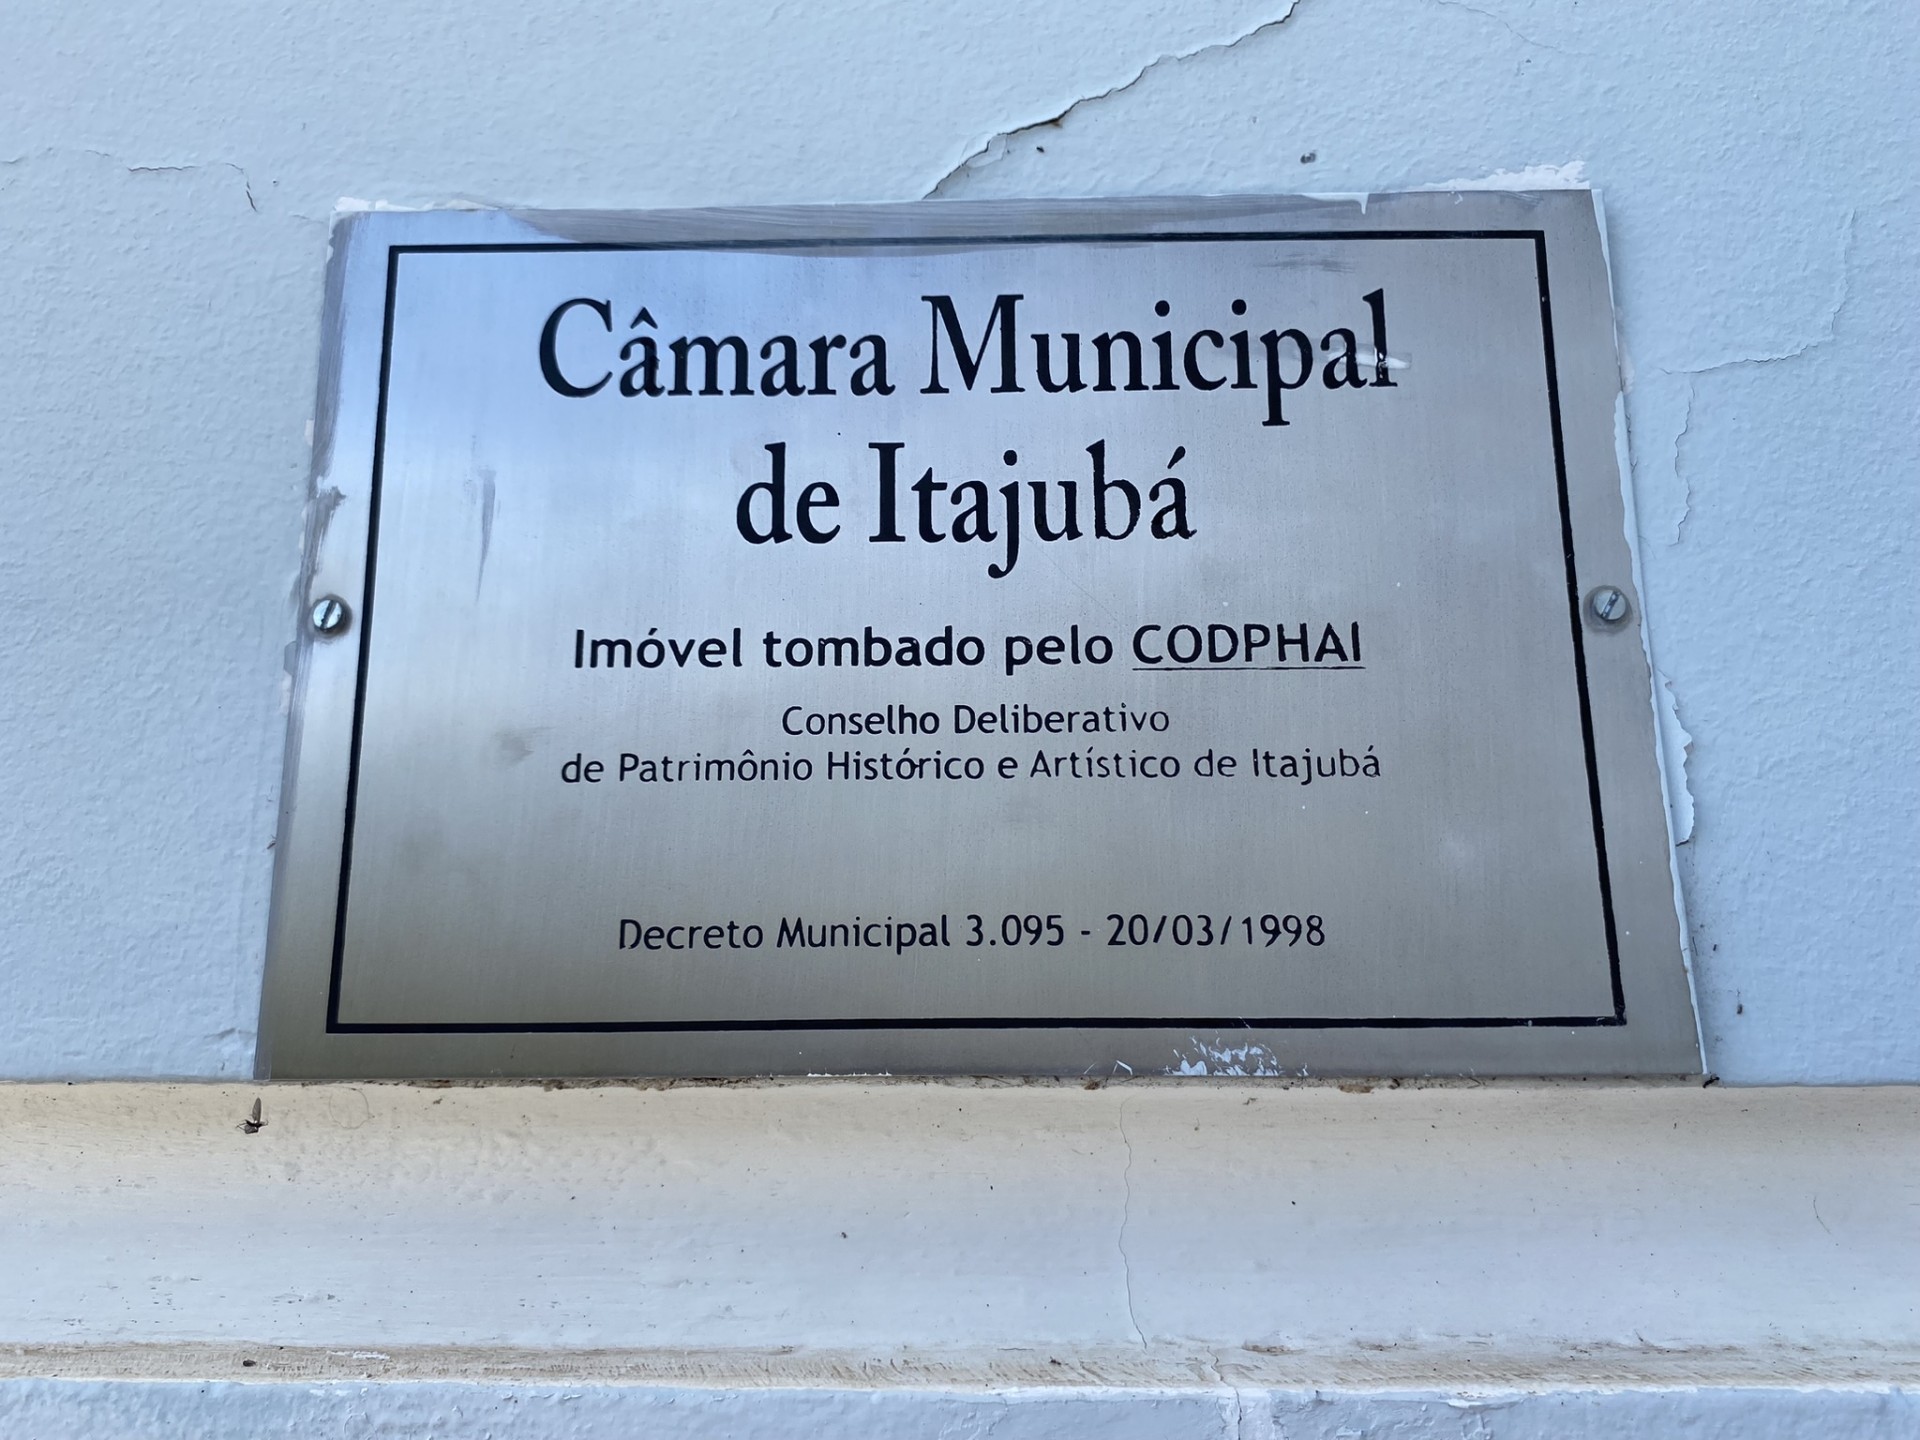 Câmara Municipal
de Itajubá
Imóvel tombado pelo CODPHAI
Conselho Deliberativo
de Patrimônio Histórico e Artístico de Itajubá
Decreto Municipal 3.095 - 20/03/1998